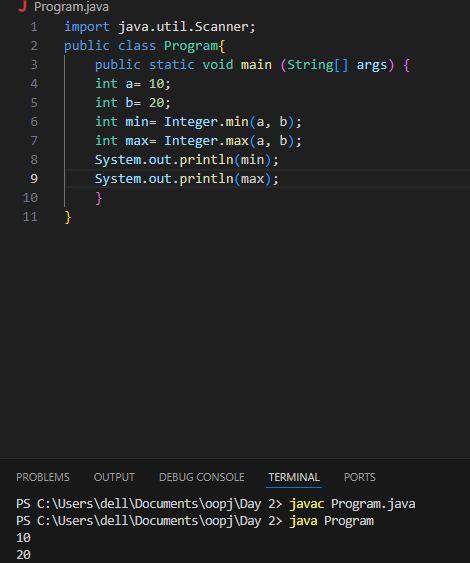 J Program.java
1 import java.util.Scanner;
2 public class Program{
3 public static void main (String[] args) {
4 int a= 10;
5 int b= 20;
6 int min= Integer.min(a, b);
7 int max= Integer.max(a, b);
8 System.out.println(min);
9 System.out.println(max);
10 }
11 }
PROBLEMS OUTPUT DEBUG CONSOLE TERMINAL PORTS
PS C:\Users\dell\Documents\oopj\Day 2> javac Program.java
PS C:\Users\dell\Documents\oopj\Day 2> java Program
10
20